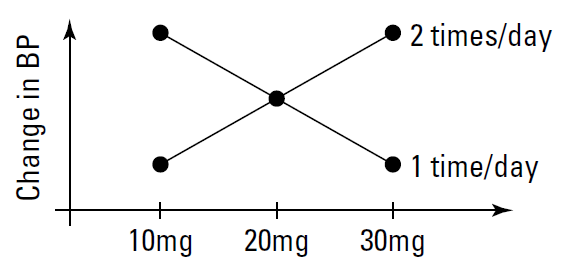 Change in BP
2 times/day
1 time/day
10mg
20mg
30mg